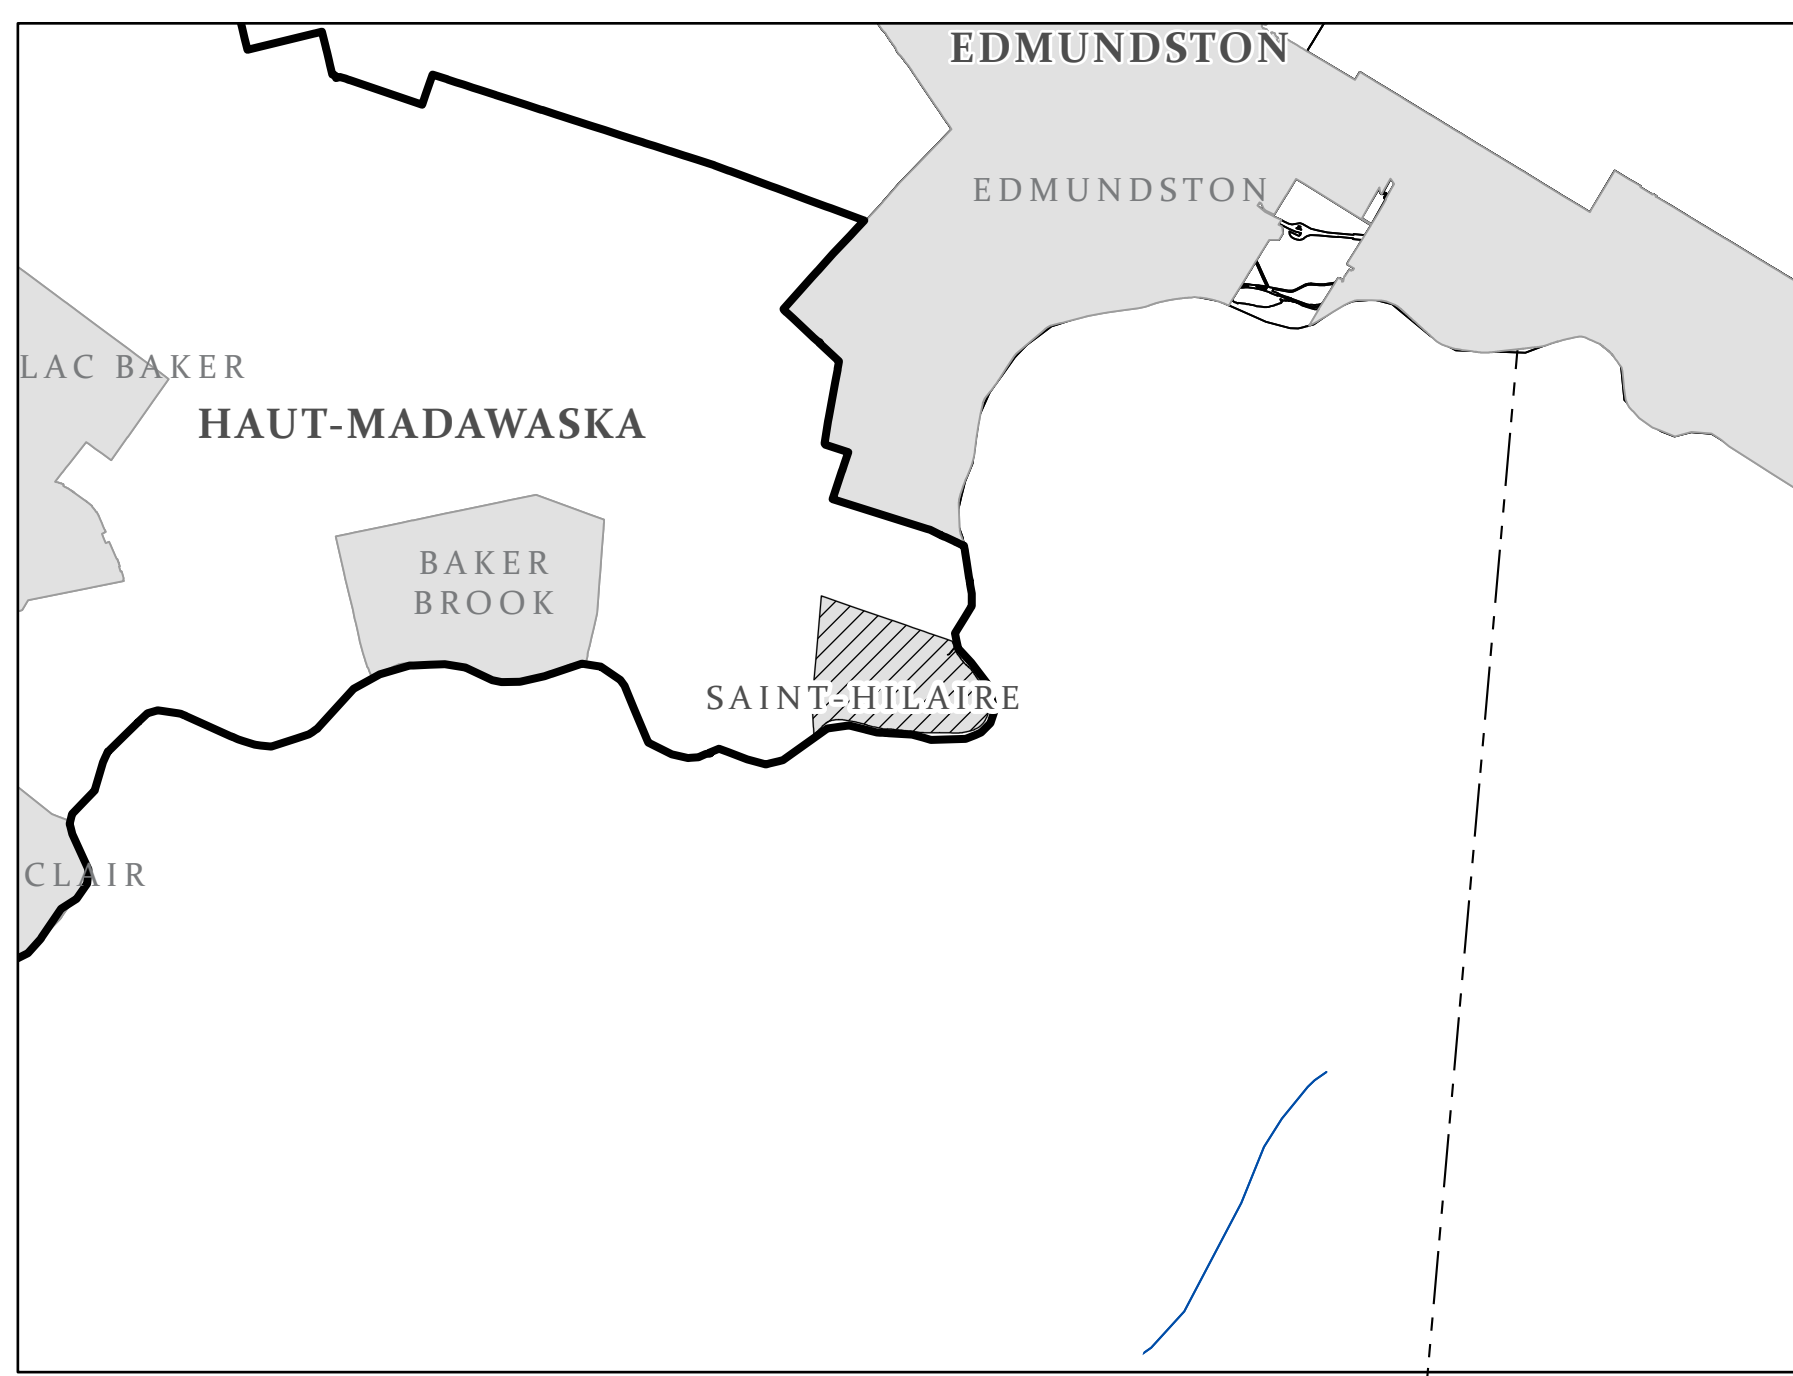 EDMUNDSTON
EDMUNDSTON
LAC BAKER
HAUT-MADAWASKA
BAKER
BROOK
SAINT-HILAIRE
CLAIR